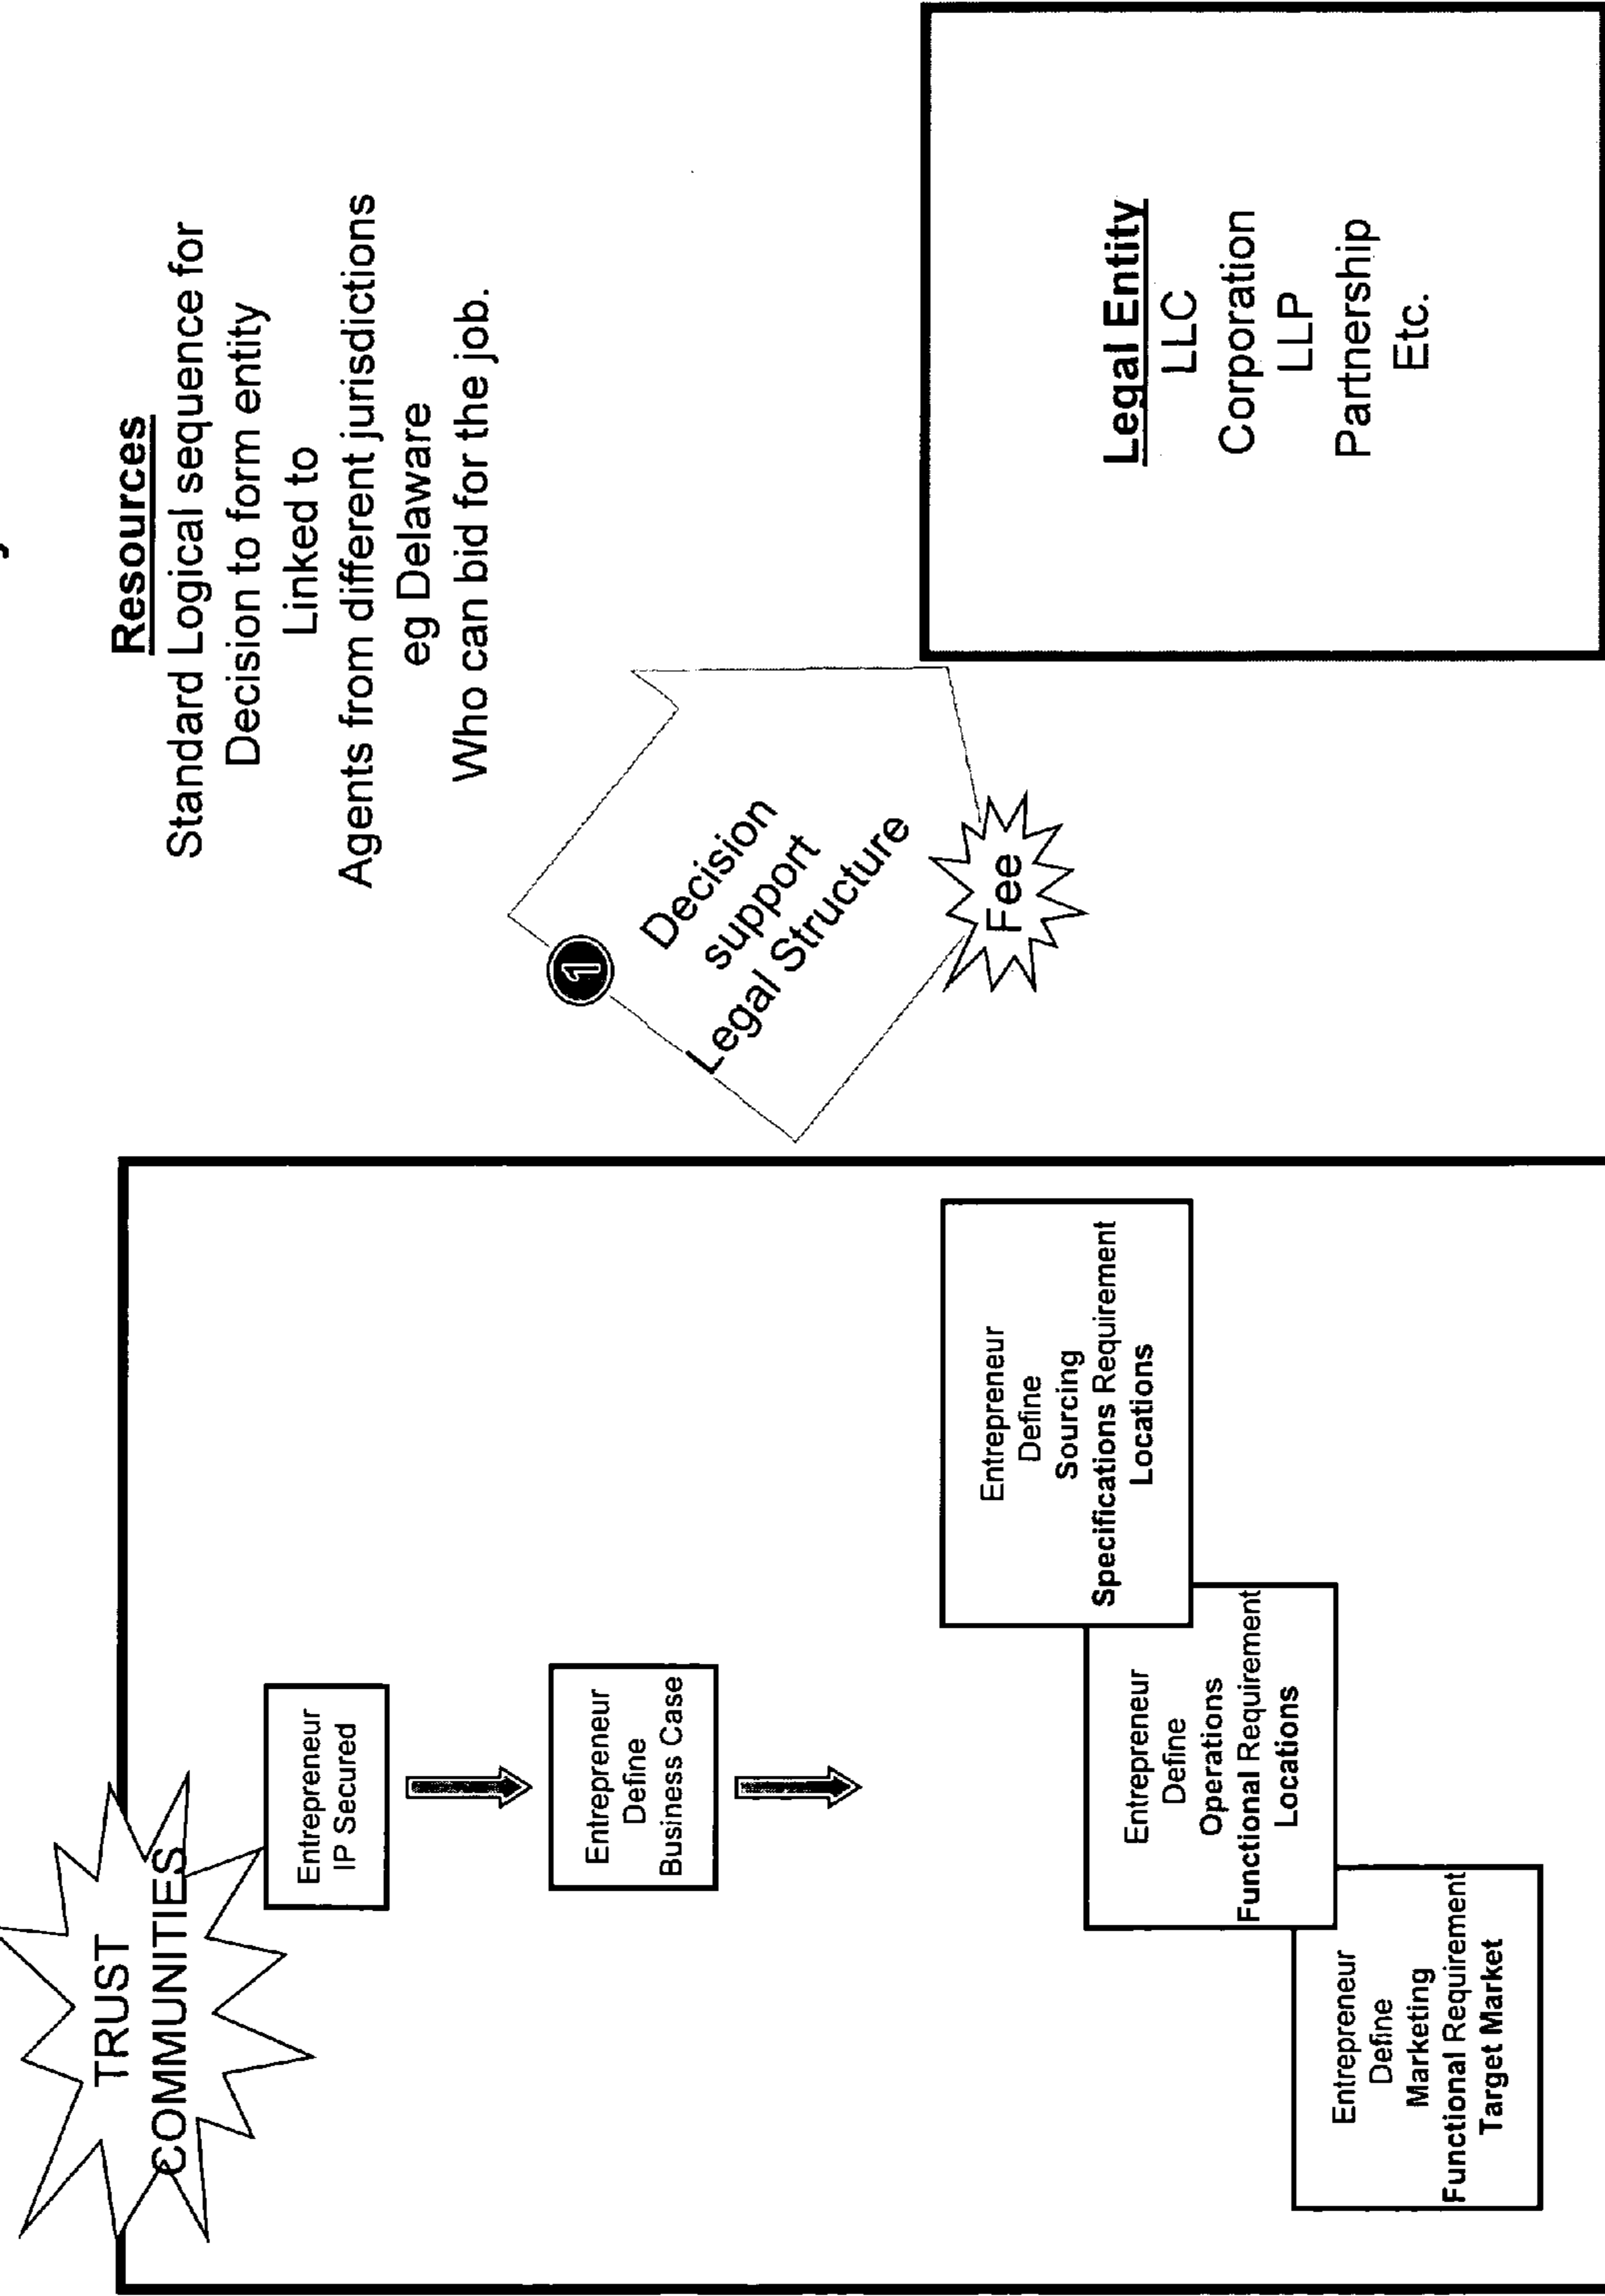 Resources
Standard Logical sequence for
Decision to form entity
Linked to
Agents from different jurisdictions
eg Delaware
Who can bid for the job.
TRUST
COMMUNITIES
Entrepreneur
IP Secured
Entrepreneur
Define
Business Case
Entrepreneur
Define
Marketing
Functional Requirement
Target Market
Entrepreneur
Define
Operations
Functional Requirement
Locations
Entrepreneur
Define
Sourcing
Specifications Requirement
Locations
1
Decision
support
Legal Structure
Fee
Legal Entity
LLC
Corporation
LLP
Partnership
Etc.